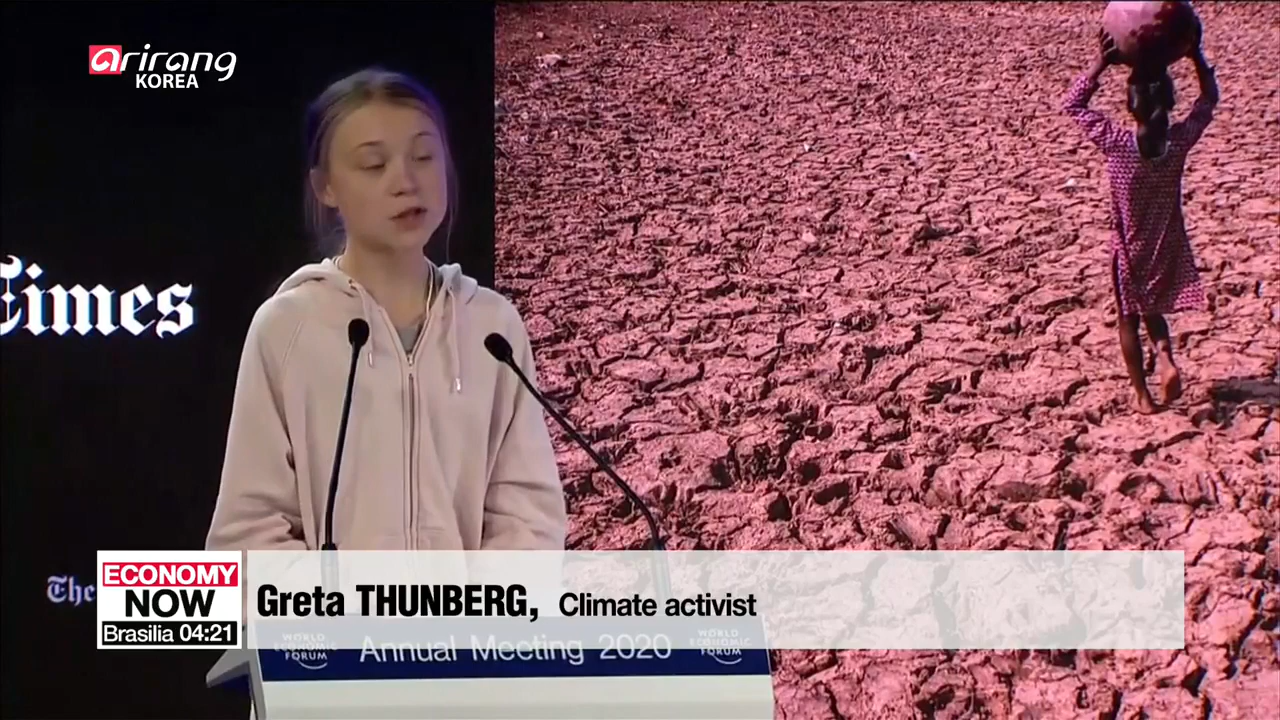 arirang
KOREA
Times
The
ECONOMY
NOW
Brasilia 04:21
Greta THUNBERG, Climate activist
WORLD
ECONOMIC
FORUM
Annual Meeting 2020
WORLD
ECONOMIC
FORUM